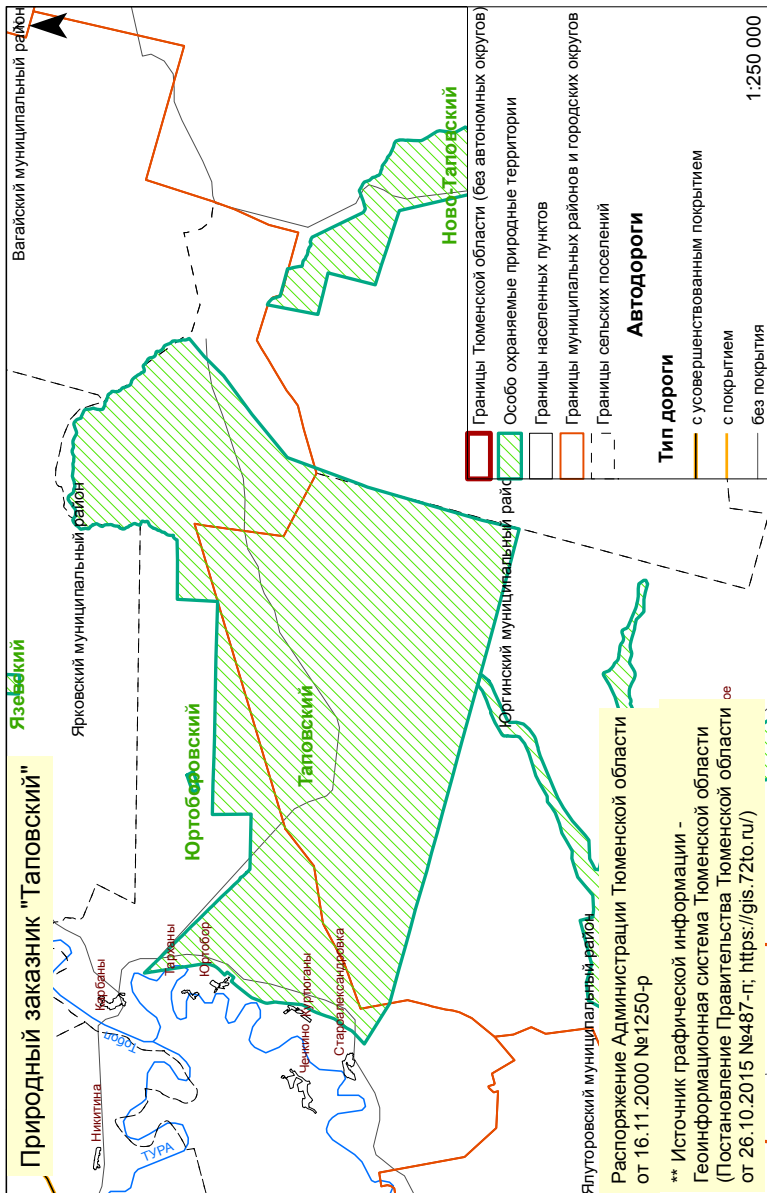 Природный заказник "Таповский"
Язевский
Ярковский муниципальный район
Вагайский муниципальный район
Никитина
Карбаны
Тобол
ТУРА
Тарханы
Юртобор
Юртоборовский
Таповский
Ново-Таповский
Чечкино
Куртюганы
Староалександровка
Юргинский муниципальный райо
Ялуторовский муниципальный район
Распоряжение Администрации Тюменской области
от 16.11.2000 №1250-р
** Источник графической информации -
Геоинформационная система Тюменской области
(Постановление Правительства Тюменской области
от 26.10.2015 №487-п; https://gis.72to.ru/)
ое
Границы Тюменской области (без автономных округов)
Особо охраняемые природные территории
Границы населенных пунктов
Границы муниципальных районов и городских округов
Границы сельских поселений
Автодороги
Тип дороги
с усовершенствованным покрытием
с покрытием
без покрытия
1:250 000